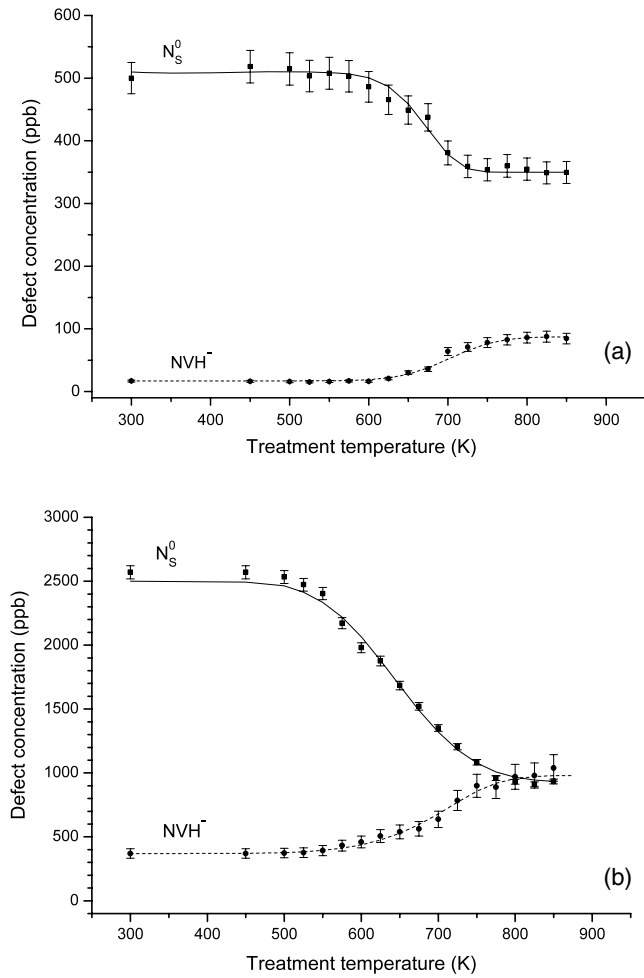 600
500
400
300
200
100
0
Defect concentration (ppb)
N_S^0
NVH^-
(a)
300 400 500 600 700 800 900
Treatment temperature (K)
3000
2500
2000
1500
1000
500
0
Defect concentration (ppb)
N_S^0
NVH^-
(b)
300 400 500 600 700 800 900
Treatment temperature (K)